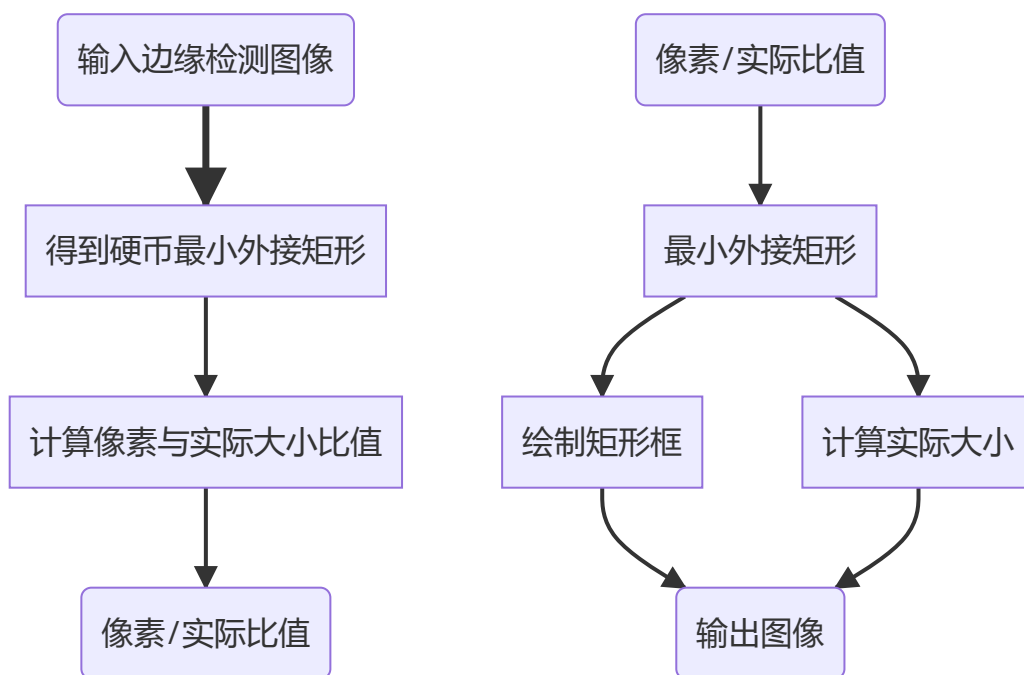 输入边缘检测图像
得到硬币最小外接矩形
计算像素与实际大小比值
像素/实际比值
像素/实际比值
最小外接矩形
绘制矩形框
计算实际大小
输出图像